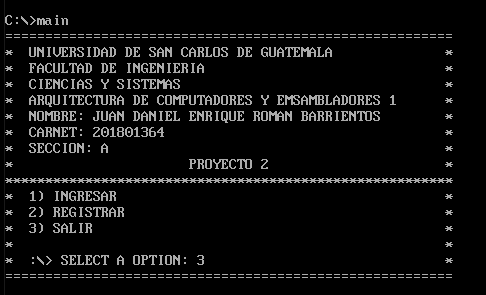 C:\>main
========================================================
* UNIVERSIDAD DE SAN CARLOS DE GUATEMALA *
* FACULTAD DE INGENIERIA *
* CIENCIAS Y SISTEMAS *
* ARQUITECTURA DE COMPUTADORES Y EMSAMBLADORES 1 *
* NOMBRE: JUAN DANIEL ENRIQUE ROMAN BARRIENTOS *
* CARNET: 201801364 *
* SECCION: A *
* PROYECTO 2 *
********************************************************
* 1) INGRESAR *
* 2) REGISTRAR *
* 3) SALIR *
* *
* :\> SELECT A OPTION: 3 *
========================================================